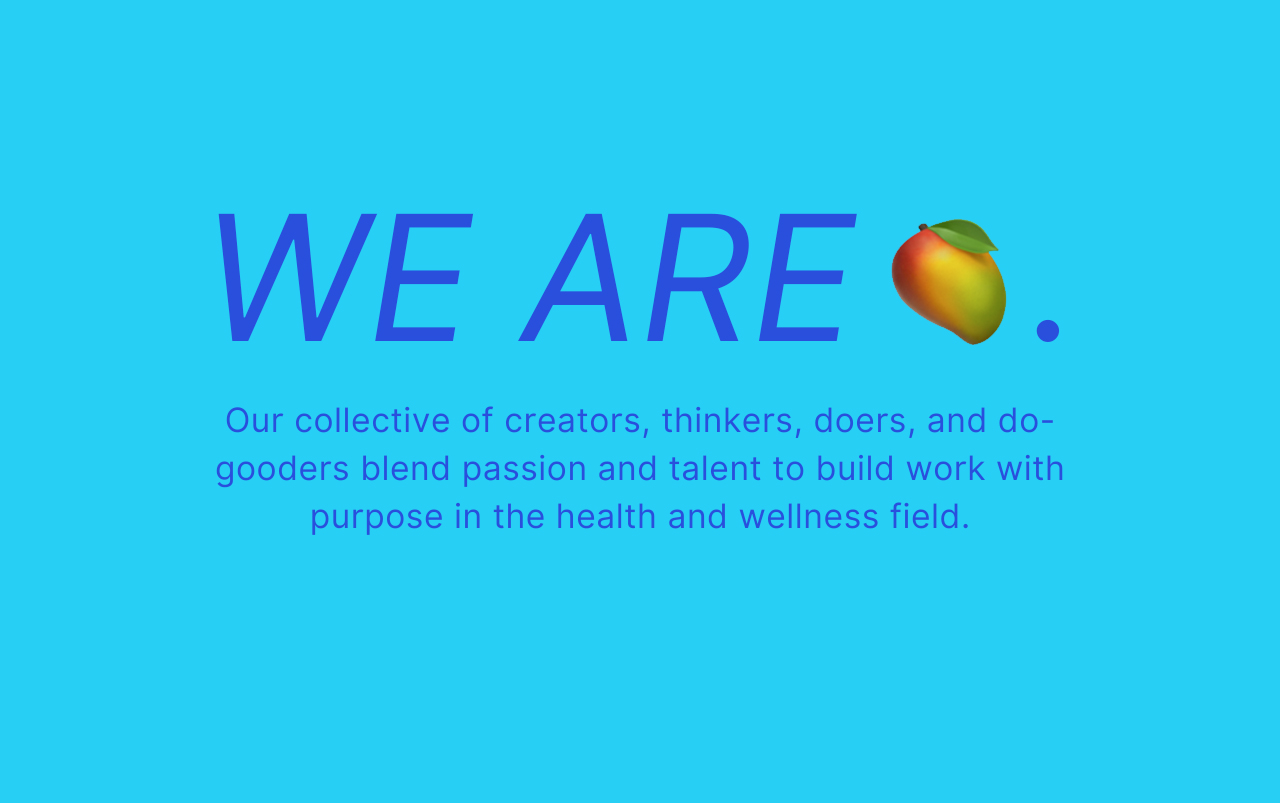 WE ARE 🥭.
Our collective of creators, thinkers, doers, and do-
gooders blend passion and talent to build work with
purpose in the health and wellness field.